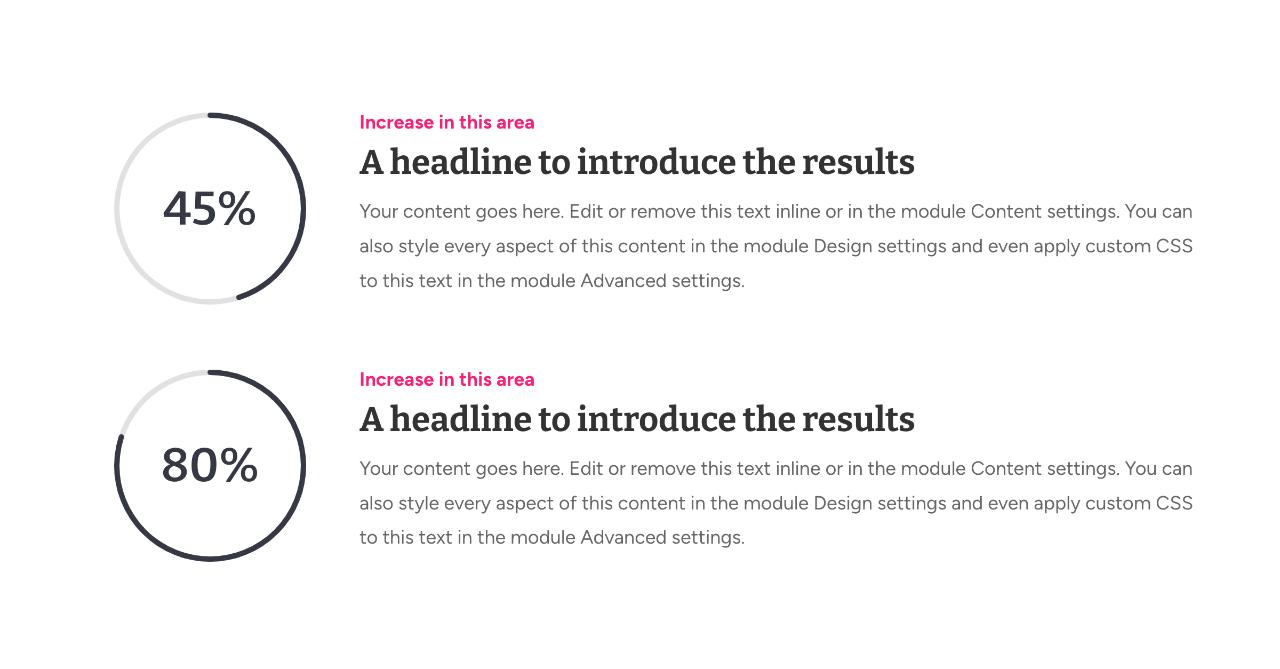 45%
Increase in this area
A headline to introduce the results
Your content goes here. Edit or remove this text inline or in the module Content settings. You can
also style every aspect of this content in the module Design settings and even apply custom CSS
to this text in the module Advanced settings.
80%
Increase in this area
A headline to introduce the results
Your content goes here. Edit or remove this text inline or in the module Content settings. You can
also style every aspect of this content in the module Design settings and even apply custom CSS
to this text in the module Advanced settings.